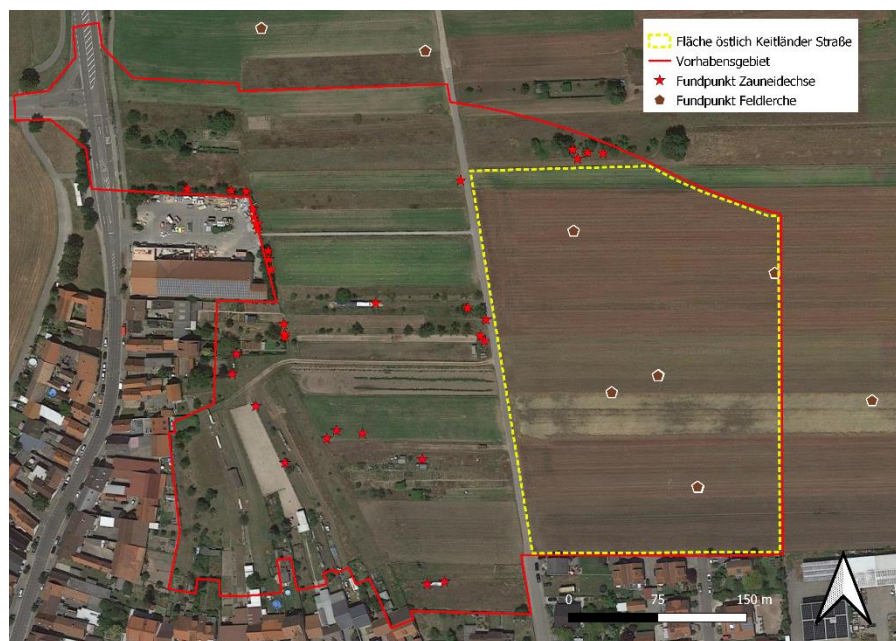 Fläche östlich Keitländer Straße
Vorhabensgebiet
Fundpunkt Zauneidechse
Fundpunkt Feldlerche
0 75 150 m